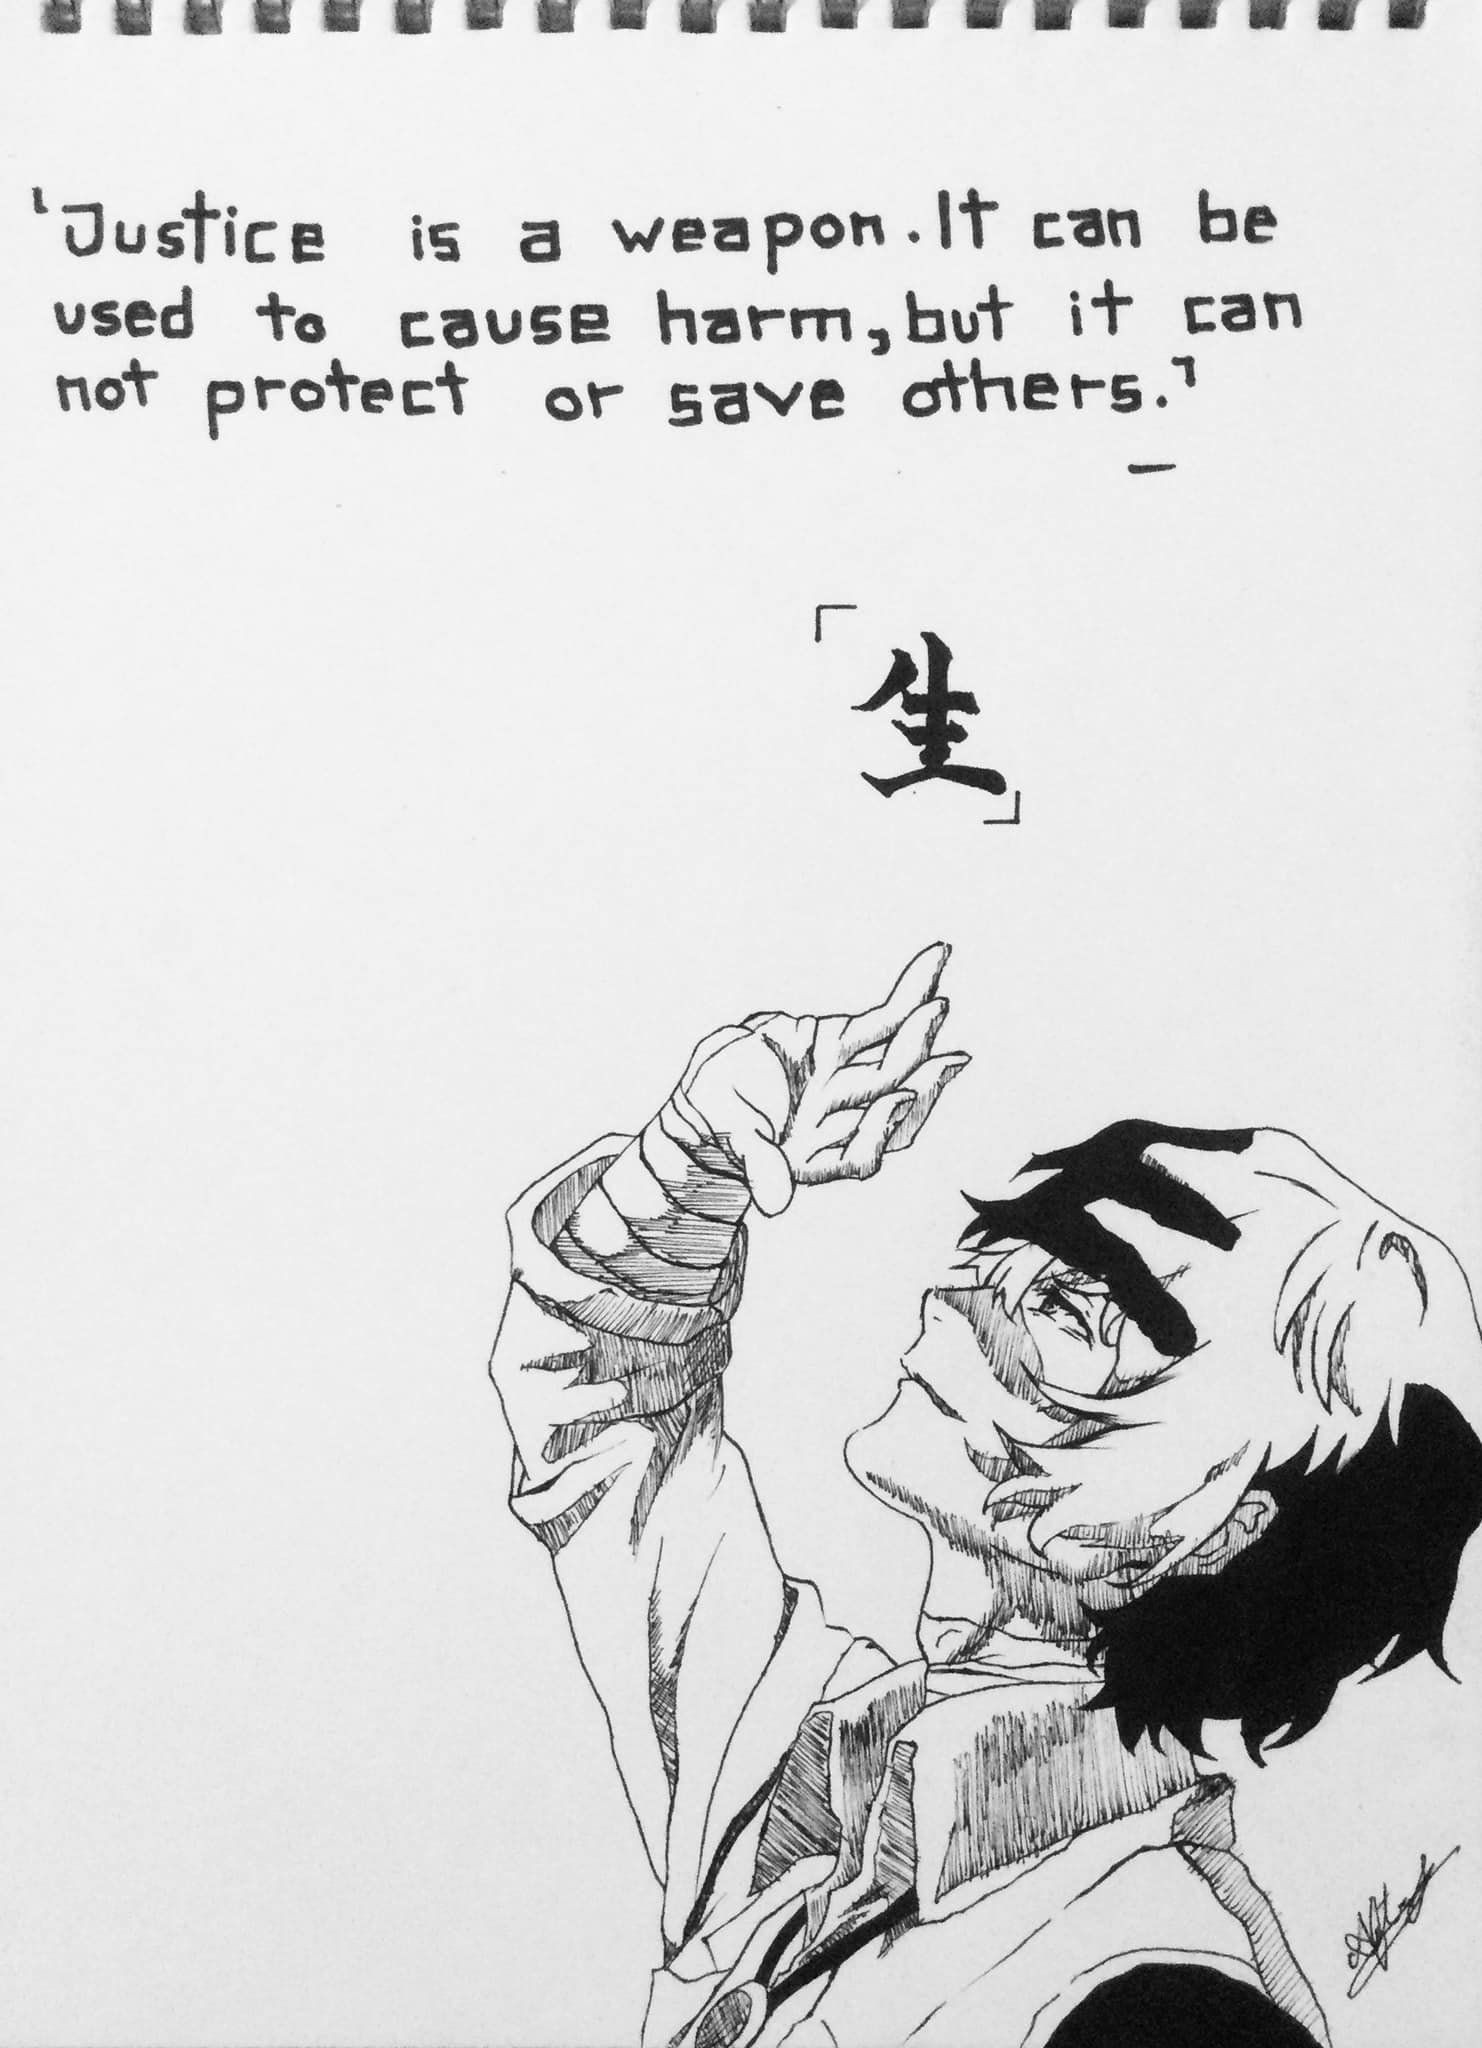 'Justice is a weapon. It can be
used to cause harm, but it can
not protect or save others.'
「生」